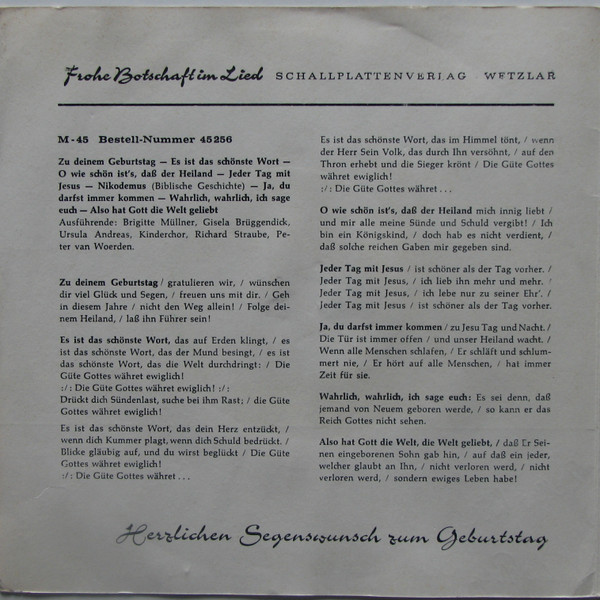 Frohe Botschaft im Lied SCHALLPLATTENVERLAG · WETZLAR
M-45 Bestell-Nummer 45256
Zu deinem Geburtstag — Es ist das schönste Wort —
O wie schön ist's, daß der Heiland — Jeder Tag mit
Jesus — Nikodemus (Biblische Geschichte) — Ja, du
darfst immer kommen — Wahrlich, wahrlich, ich sage
euch — Also hat Gott die Welt geliebt
Ausführende: Brigitte Müllner, Gisela Brüggendick,
Ursula Andreas, Kinderchor, Richard Straube, Pe-
ter van Woerden.
Zu deinem Geburtstag / gratulieren wir, / wünschen
dir viel Glück und Segen, / freuen uns mit dir. / Geh
in diesem Jahre / nicht den Weg allein! / Folge dei-
nem Heiland, / laß ihn Führer sein!
Es ist das schönste Wort, das auf Erden klingt, / es
ist das schönste Wort, das der Mund besingt, / es ist
das schönste Wort, das die Welt durchdringt: / Die
Güte Gottes währet ewiglich!
:/: Die Güte Gottes währet ewiglich! :/:
Drückt dich Sündenlast, suche bei ihm Rast; / die Güte
Gottes währet ewiglich!
Es ist das schönste Wort, das dein Herz entzückt, /
wenn dich Kummer plagt, wenn dich Schuld bedrückt. /
Blicke gläubig auf, und du wirst beglückt / Die Güte
Gottes währet ewiglich!
:/: Die Güte Gottes währet ...
Es ist das schönste Wort, das im Himmel tönt, / wenn
der Herr Sein Volk, das durch Ihn versöhnt, / auf den
Thron erhebt und die Sieger krönt / Die Güte Gottes
währet ewiglich!
:/: Die Güte Gottes währet ...
O wie schön ist's, daß der Heiland mich innig liebt /
und mir alle meine Sünde und Schuld vergibt! / Ich
bin ein Königskind, / doch hab es nicht verdient, /
daß solche reichen Gaben mir gegeben sind.
Jeder Tag mit Jesus / ist schöner als der Tag vorher. /
Jeder Tag mit Jesus, / ich lieb ihn mehr und mehr. /
Jeder Tag mit Jesus, / ich lebe nur zu seiner Ehr'. /
Jeder Tag mit Jesus / ist schöner als der Tag vorher.
Ja, du darfst immer kommen / zu Jesu Tag und Nacht. /
Die Tür ist immer offen / und unser Heiland wacht. /
Wenn alle Menschen schlafen, / Er schläft und schlum-
mert nie, / Er hört auf alle Menschen, / hat immer
Zeit für sie.
Wahrlich, wahrlich, ich sage euch: Es sei denn, daß
jemand von Neuem geboren werde, / so kann er das
Reich Gottes nicht sehen.
Also hat Gott die Welt, die Welt geliebt, / daß Er Sei-
nen eingeborenen Sohn gab hin, / auf daß ein jeder,
welcher glaubt an Ihn, / nicht verloren werd, / nicht
verloren werd, / sondern ewiges Leben habe!
Herzlichen Segenswunsch zum Geburtstag